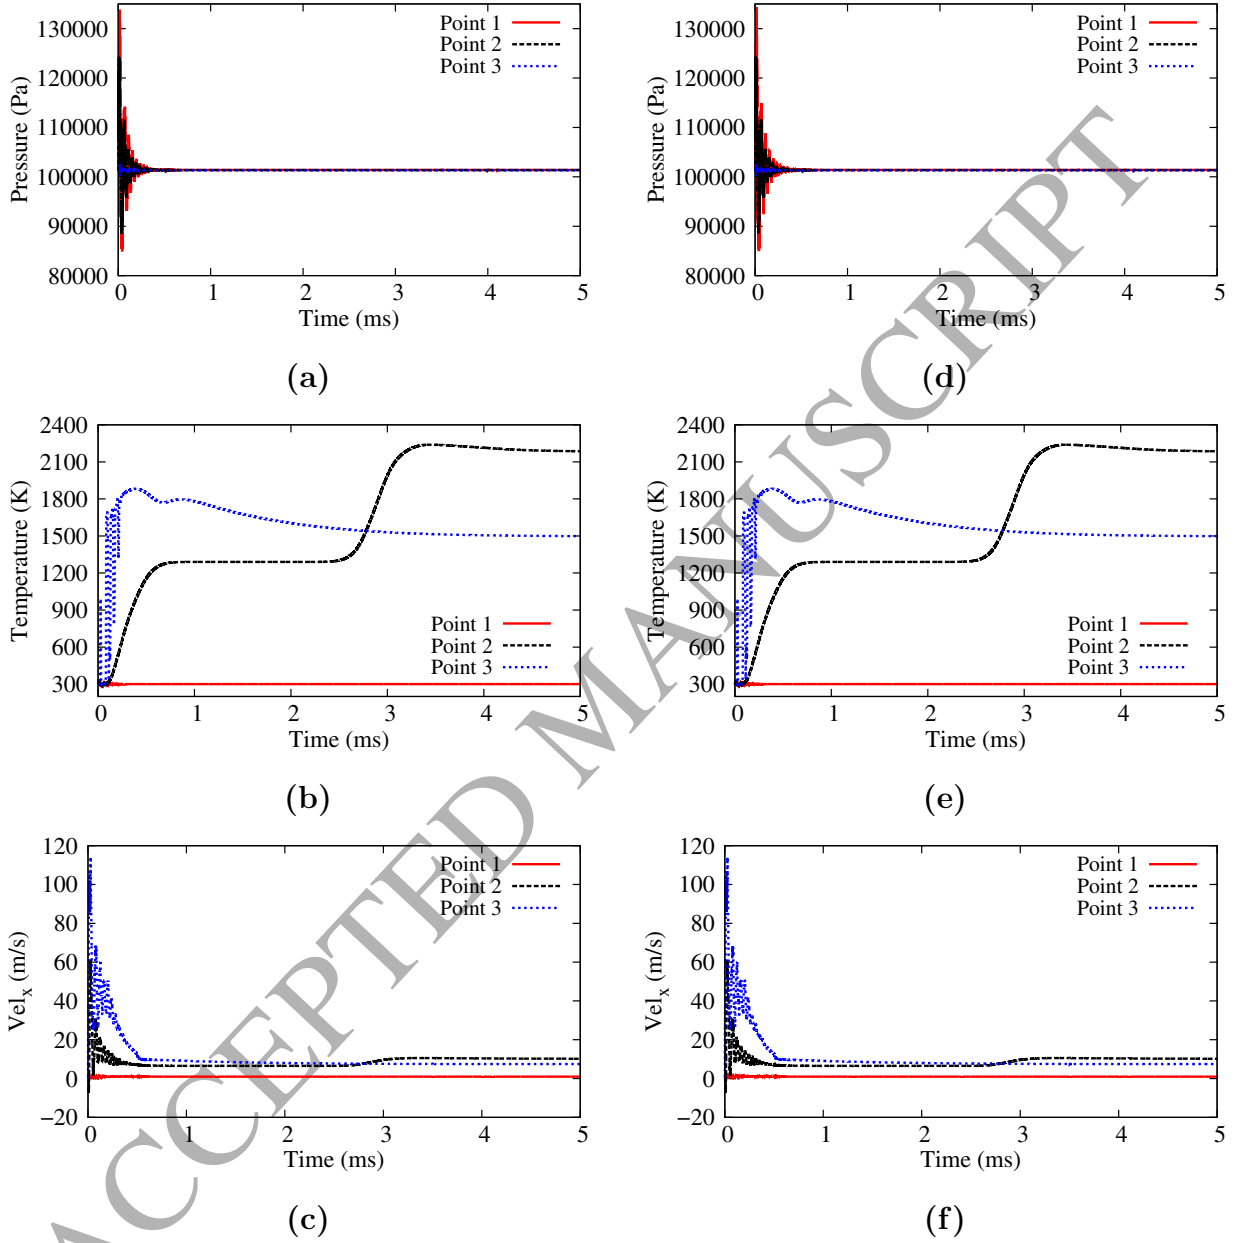 Pressure (Pa)
130000
120000
110000
100000
90000
80000
Point 1
Point 2
Point 3
0 1 2 3 4 5
Time (ms)
(a)
Pressure (Pa)
130000
120000
110000
100000
90000
80000
Point 1
Point 2
Point 3
0 1 2 3 4 5
Time (ms)
(d)
Temperature (K)
2400
2100
1800
1500
1200
900
600
300
Point 1
Point 2
Point 3
0 1 2 3 4 5
Time (ms)
(b)
Temperature (K)
2400
2100
1800
1500
1200
900
600
300
Point 1
Point 2
Point 3
0 1 2 3 4 5
Time (ms)
(e)
Velx (m/s)
120
100
80
60
40
20
0
−20
Point 1
Point 2
Point 3
0 1 2 3 4 5
Time (ms)
(c)
Velx (m/s)
120
100
80
60
40
20
0
−20
Point 1
Point 2
Point 3
0 1 2 3 4 5
Time (ms)
(f)
ACCEPTED MANUSCRIPT